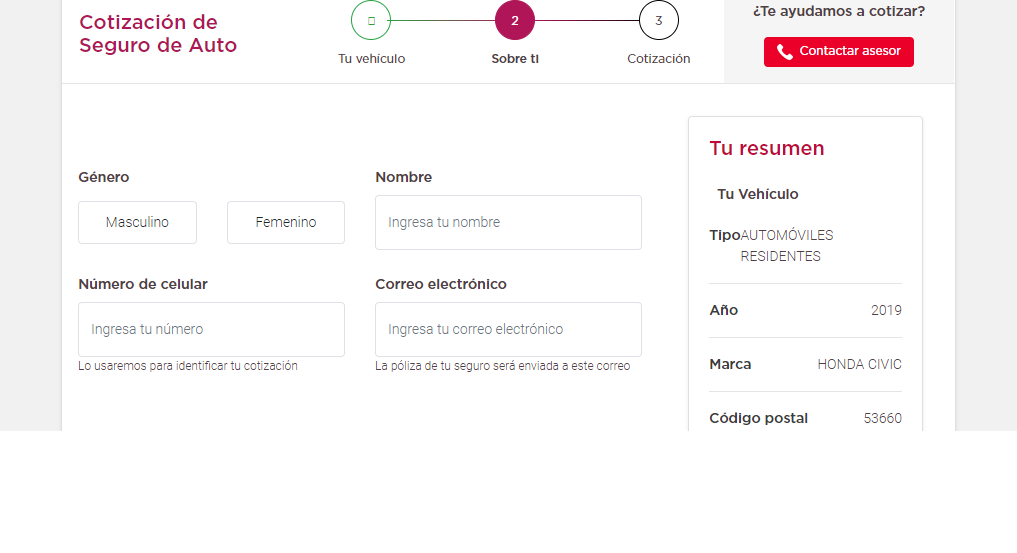 Cotización de
Seguro de Auto
2
3
Tu vehículo
Sobre ti
Cotización
¿Te ayudamos a cotizar?
Contactar asesor
Género
Masculino
Femenino
Nombre
Ingresa tu nombre
Número de celular
Ingresa tu número
Lo usaremos para identificar tu cotización
Correo electrónico
Ingresa tu correo electrónico
La póliza de tu seguro será enviada a este correo
Tu resumen
Tu Vehículo
Tipo AUTOMÓVILES
RESIDENTES
Año 2019
Marca HONDA CIVIC
Código postal 53660